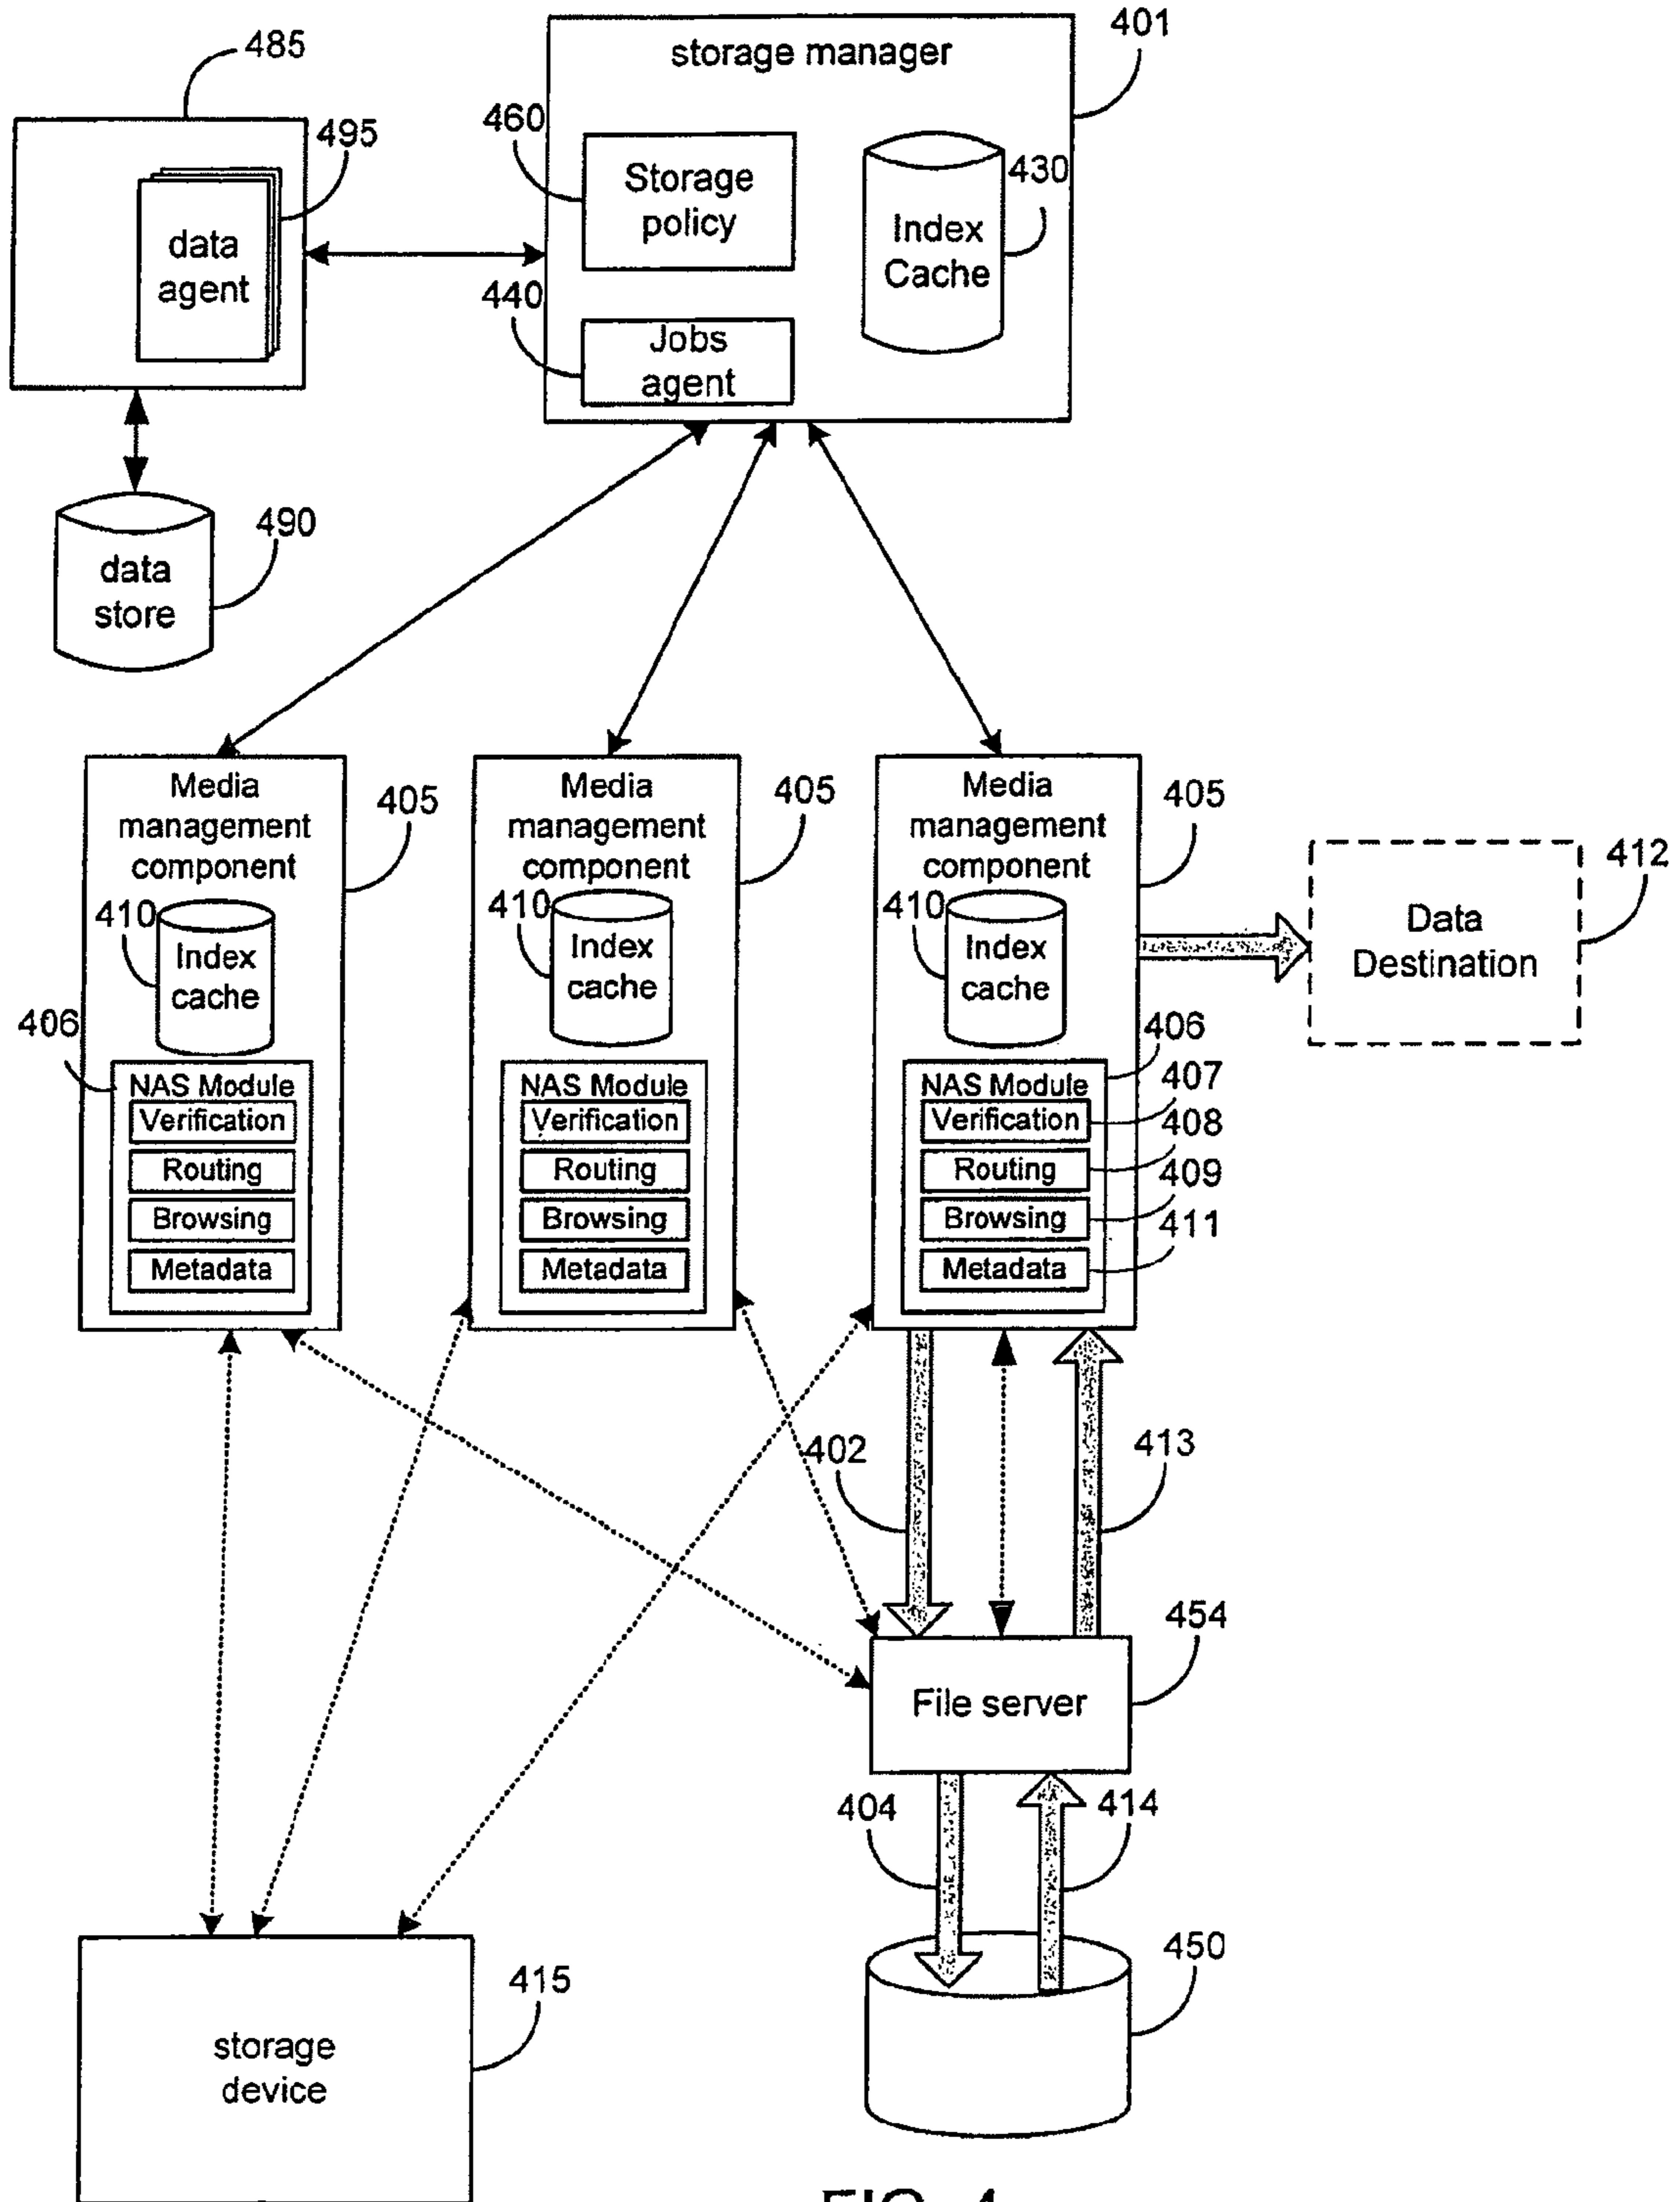 485
495
data
agent
490
data
store
storage manager
401
460
Storage
policy
430
Index
Cache
440
Jobs
agent
Media
management
component
405
410
Index
cache
406
NAS Module
Verification
Routing
Browsing
Metadata
Media
management
component
405
410
Index
cache
NAS Module
Verification
Routing
Browsing
Metadata
Media
management
component
405
410
Index
cache
406
NAS Module
407
Verification
408
Routing
409
Browsing
411
Metadata
412
Data
Destination
402
413
454
File server
404
414
450
415
storage
device
FIG. 4